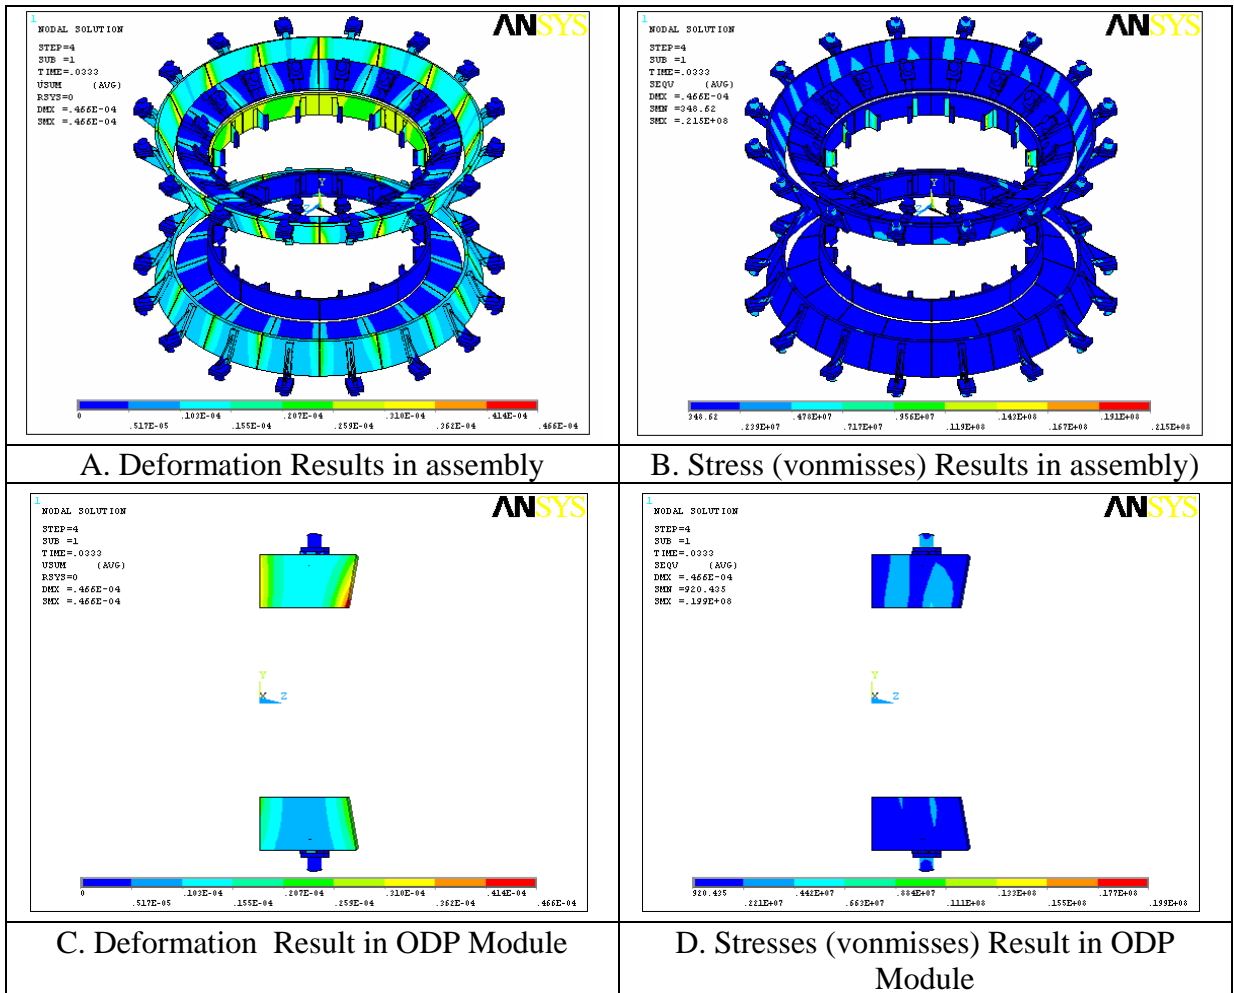 1
NODAL SOLUTION
STEP=4
SUB =1
TIME=.0333
USUM (AVG)
RSYS=0
DMX =.466E-04
SMX =.466E-04
ANSYS
Y
Z
0 .103E-04 .207E-04 .310E-04 .414E-04
.517E-05 .155E-04 .259E-04 .362E-04 .466E-04
1
NODAL SOLUTION
STEP=4
SUB =1
TIME=.0333
SEQV (AVG)
DMX =.466E-04
SMN =348.62
SMX =.215E+08
ANSYS
Y
Z
348.62 .478E+07 .956E+07 .143E+08 .191E+08
.239E+07 .717E+07 .119E+08 .167E+08 .215E+08
A. Deformation Results in assembly
B. Stress (vonmisses) Results in assembly)
1
NODAL SOLUTION
STEP=4
SUB =1
TIME=.0333
USUM (AVG)
RSYS=0
DMX =.466E-04
SMX =.466E-04
ANSYS
Y
X Z
0 .103E-04 .207E-04 .310E-04 .414E-04
.517E-05 .155E-04 .259E-04 .362E-04 .466E-04
1
NODAL SOLUTION
STEP=4
SUB =1
TIME=.0333
SEQV (AVG)
DMX =.466E-04
SMN =920.435
SMX =.199E+08
ANSYS
Y
X Z
920.435 .442E+07 .884E+07 .133E+08 .177E+08
.221E+07 .663E+07 .111E+08 .155E+08 .199E+08
C. Deformation Result in ODP Module
D. Stresses (vonmisses) Result in ODP
Module